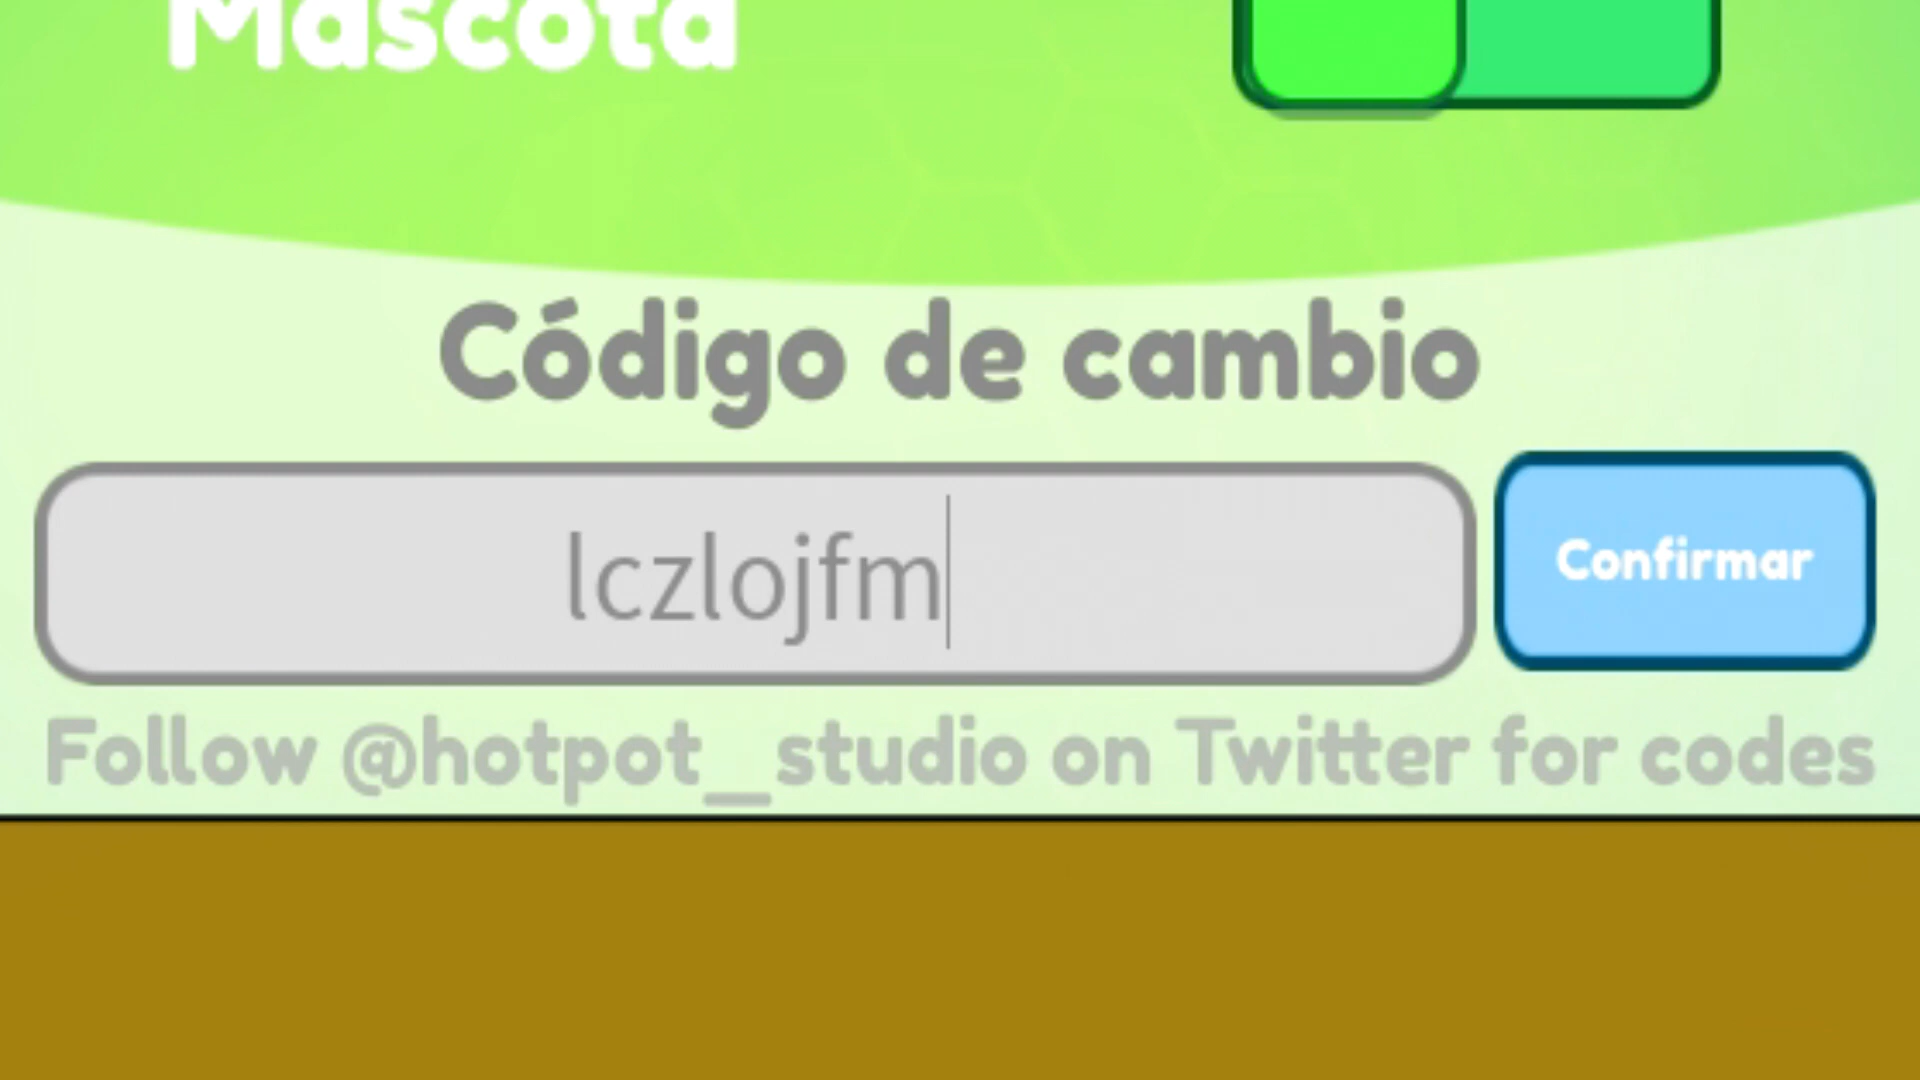 Mascota
Código de cambio
lczlojfm
Confirmar
Follow @hotpot_studio on Twitter for codes